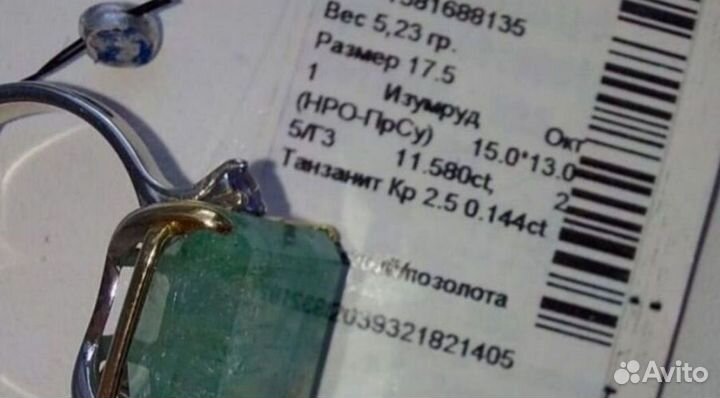 581688135
Вес 5,23 гр.
Размер 17.5
1 Изумруд Окт
(НРО-ПрСу) 15.0*13.0
5/Г3 11.580ct,
Танзанит Кр 2.5 0.144ct 2
/позолота
2039321821405
Avito